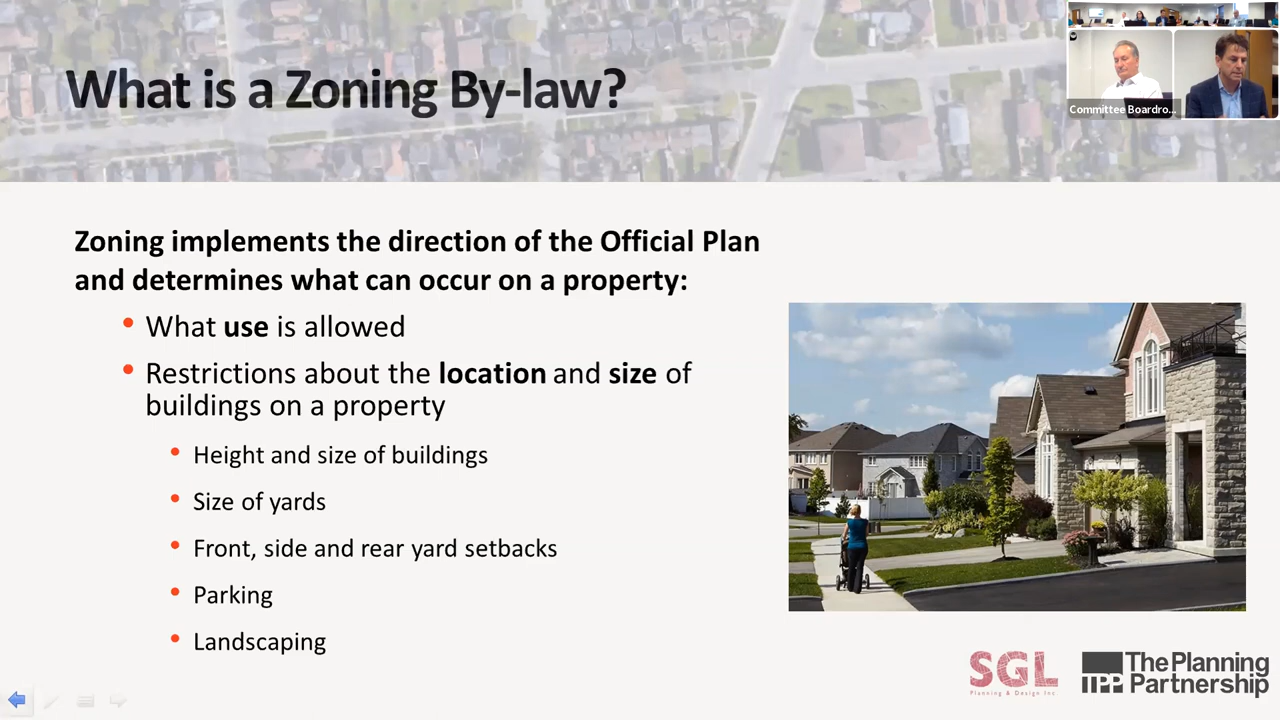 What is a Zoning By-law?
Committee Boardro...
Zoning implements the direction of the Official Plan
and determines what can occur on a property:
What use is allowed
Restrictions about the location and size of
buildings on a property
Height and size of buildings
Size of yards
Front, side and rear yard setbacks
Parking
Landscaping
SGL
Planning & Design Inc
TPP
The Planning
Partnership